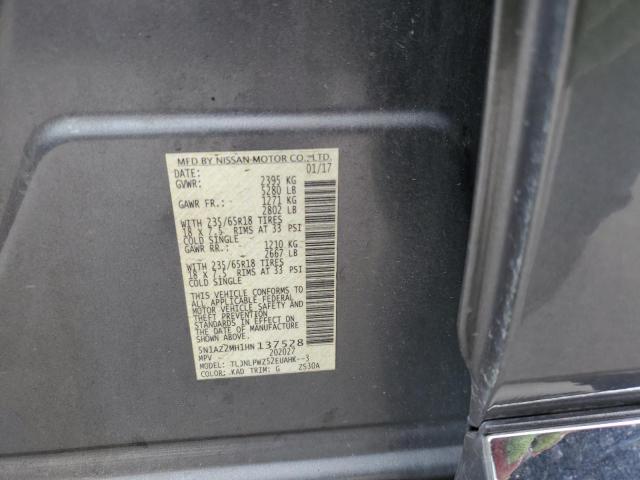 MFD BY NISSAN MOTOR CO.,LTD.
DATE: 01/17
GVWR: 2395 KG
5280 LB
GAWR FR.: 1271 KG
2802 LB
WITH 235/65R18 TIRES
18 x 7.5 RIMS AT 33 PSI
COLD SINGLE
GAWR RR.: 1210 KG
2667 LB
WITH 235/65R18 TIRES
18 x 7.5 RIMS AT 33 PSI
COLD SINGLE
THIS VEHICLE CONFORMS TO
ALL APPLICABLE FEDERAL
MOTOR VEHICLE SAFETY AND
THEFT PREVENTION
STANDARDS IN EFFECT ON
THE DATE OF MANUFACTURE
SHOWN ABOVE.
5N1AZ2MH1HN137528
MPV 202027
MODEL: TLJNLPWZ52EUAHK--3
COLOR: KAD TRIM: G Z530A